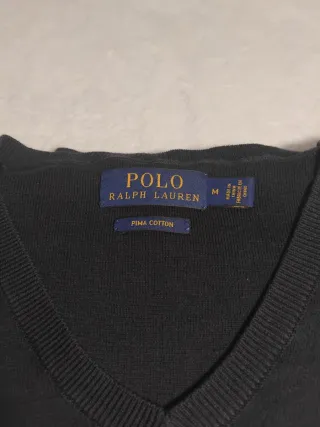 POLO
RALPH LAUREN
M
PIMA COTTON